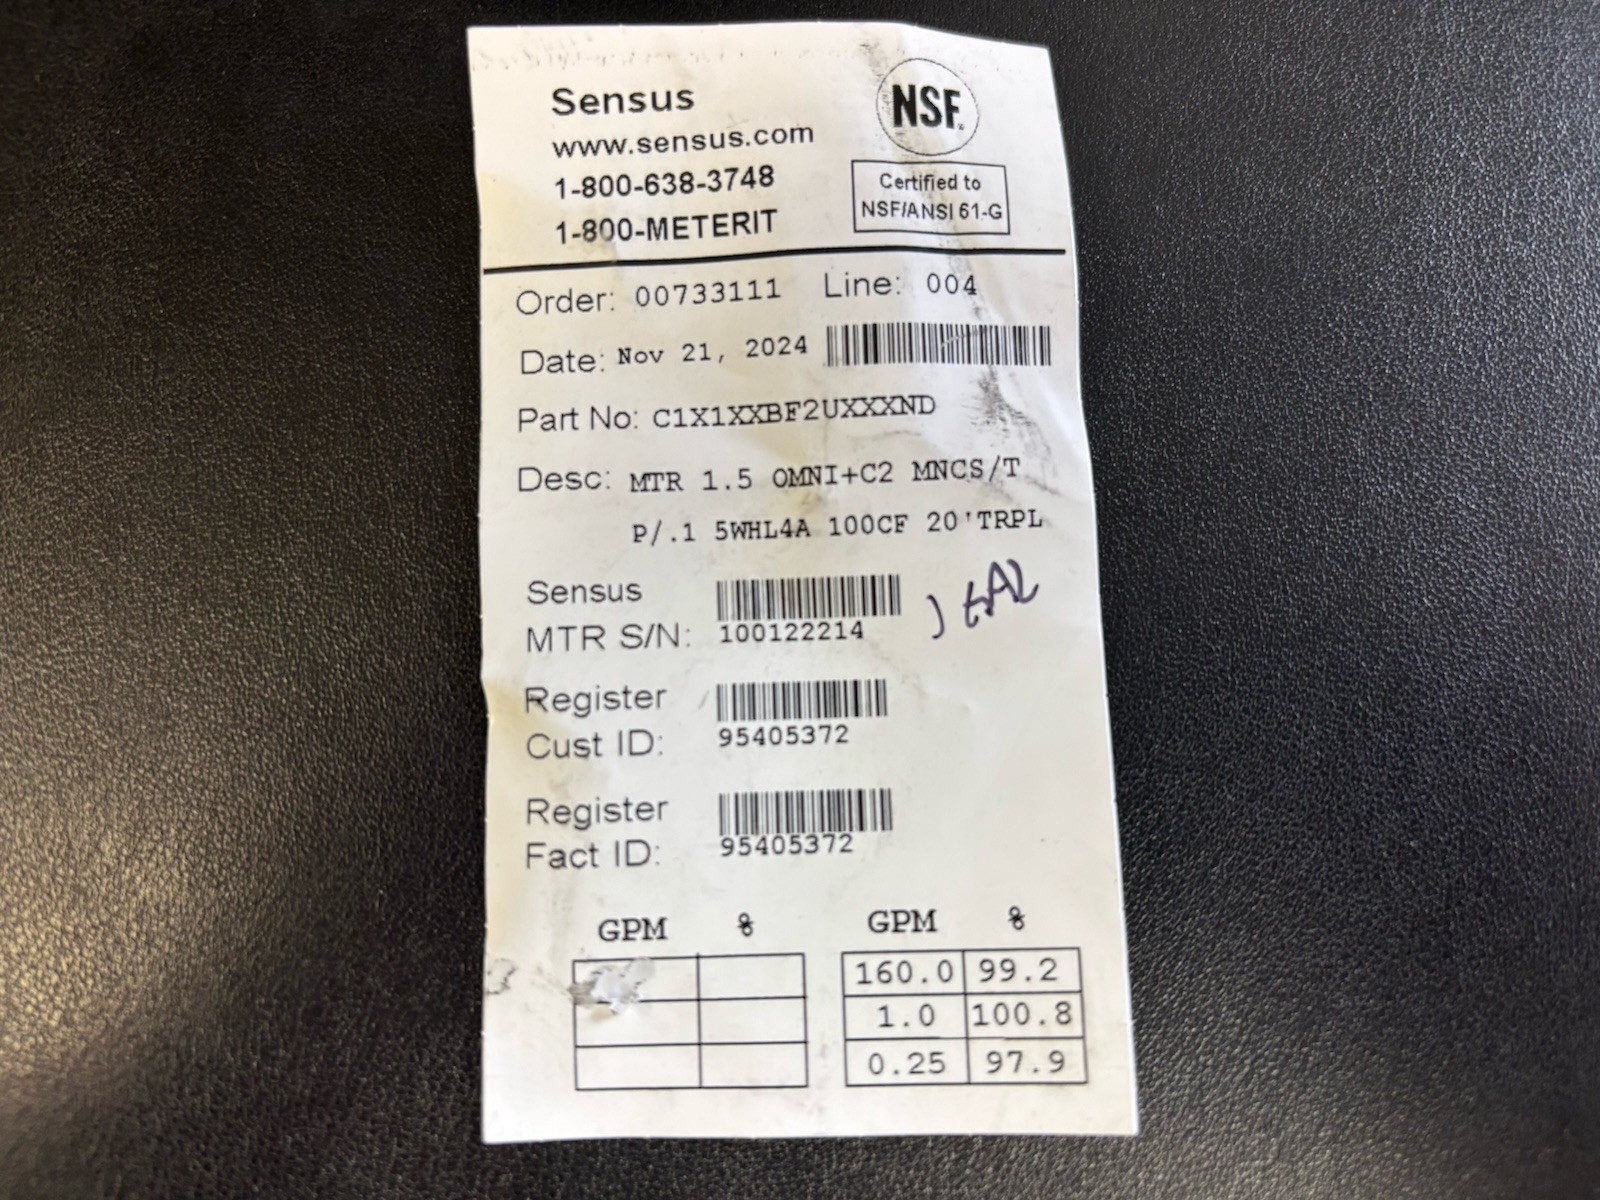 Sensus
www.sensus.com
1-800-638-3748
1-800-METERIT
NSF.
Certified to
NSF/ANSI 61-G
Order: 00733111 Line: 004
Date: Nov 21, 2024
Part No: C1X1XXBF2UXXXND
Desc: MTR 1.5 OMNI+C2 MNCS/T
P/.1 5WHL4A 100CF 20'TRPL
Sensus
MTR S/N: 100122214
Register
Cust ID: 95405372
Register
Fact ID: 95405372
GPM % GPM %
160.0 99.2
1.0 100.8
0.25 97.9